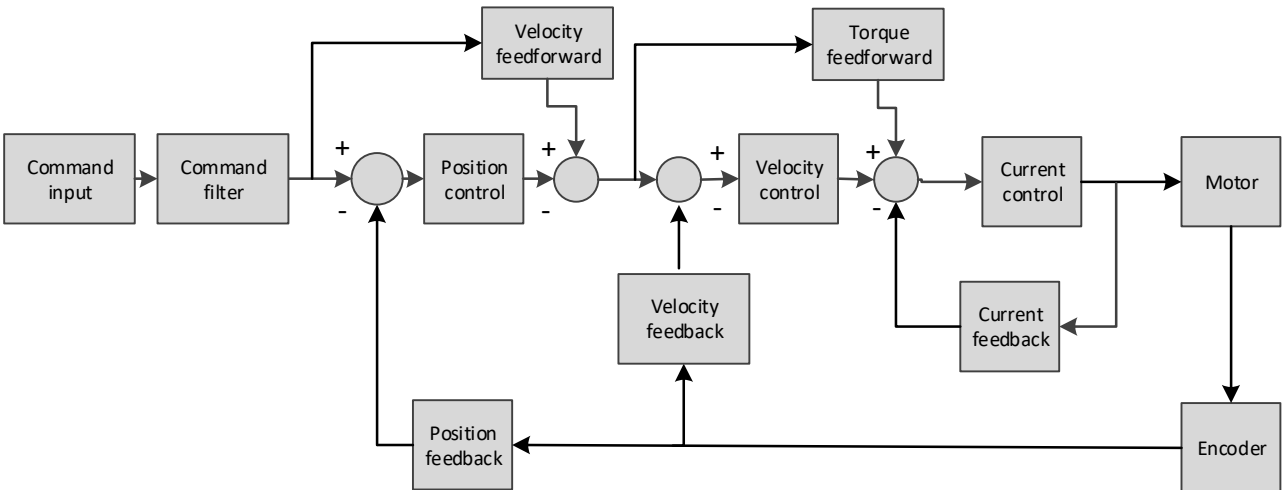 Velocity
feedforward
Torque
feedforward
Command
input
Command
filter
+
-
Position
control
+
-
+
-
Velocity
control
+
-
Current
control
Motor
Velocity
feedback
Current
feedback
Position
feedback
Encoder